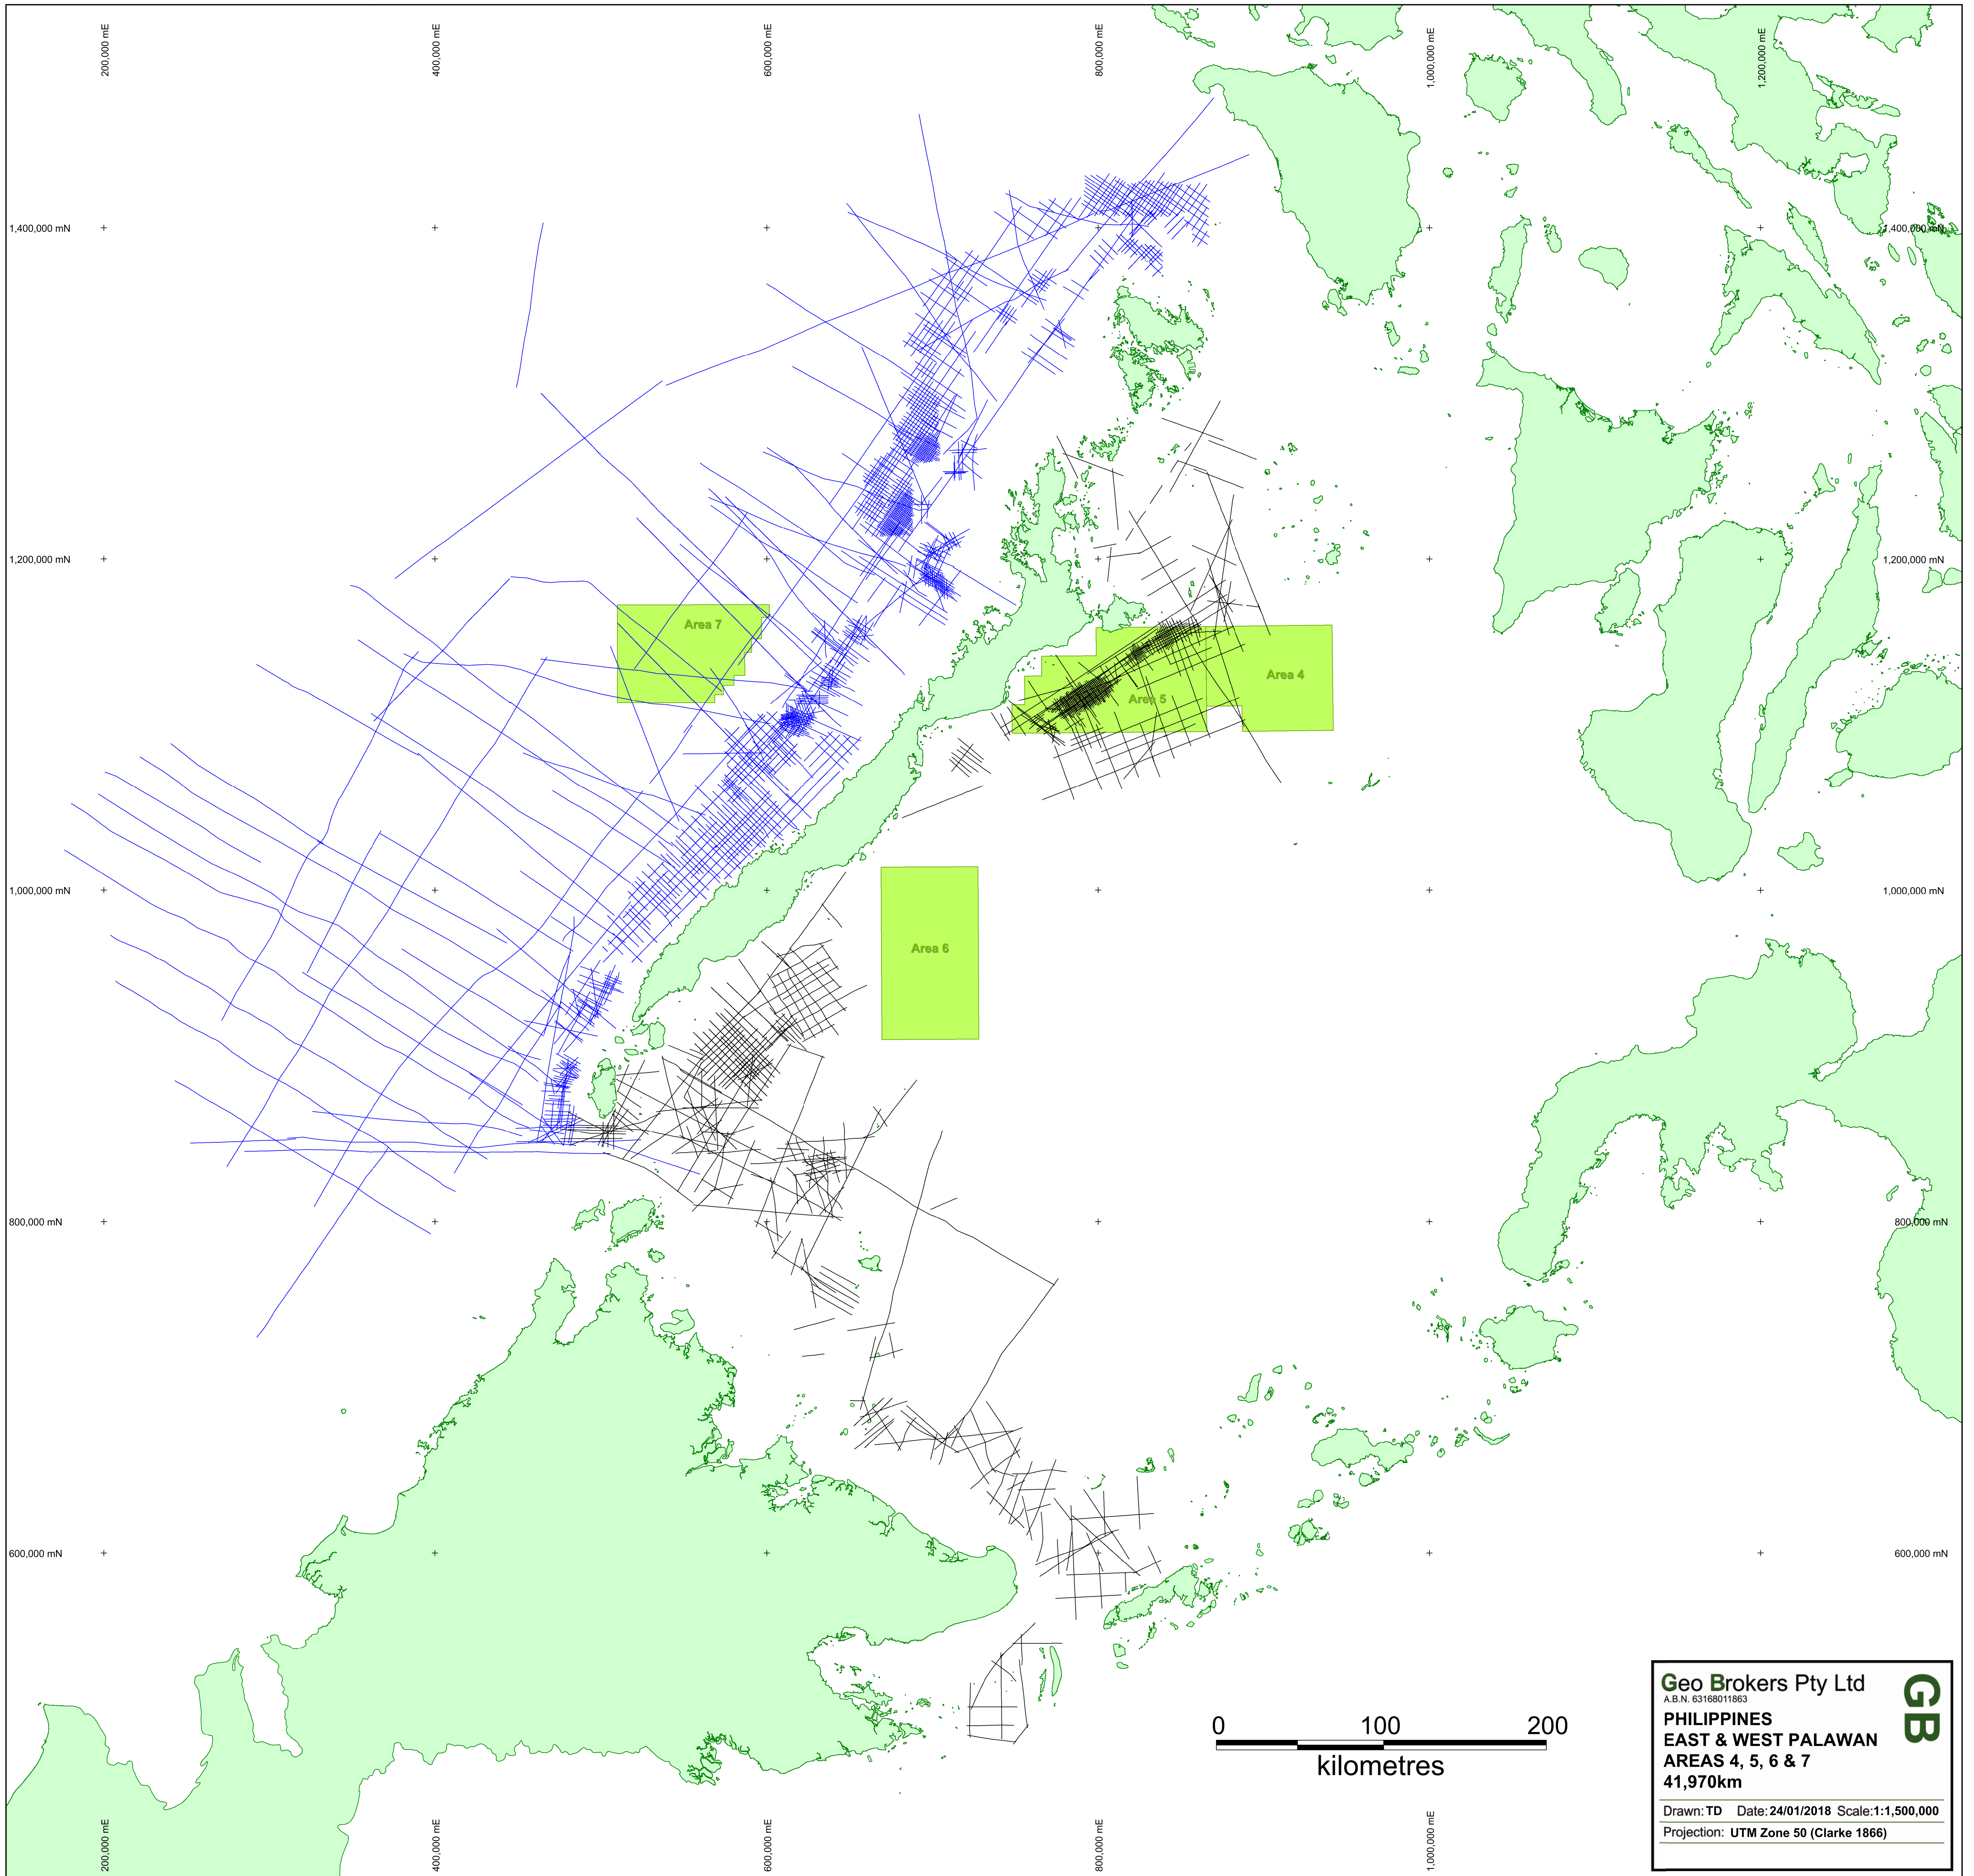 200,000 mE
400,000 mE
600,000 mE
800,000 mE
1,000,000 mE
1,200,000 mE
1,400,000 mN
1,400,000 mN
1,200,000 mN
1,200,000 mN
Area 7
Area 4
Area 5
1,000,000 mN
1,000,000 mN
Area 6
800,000 mN
800,000 mN
600,000 mN
600,000 mN
0 100 200
kilometres
Geo Brokers Pty Ltd
GB
A.B.N. 63168011863
PHILIPPINES
EAST & WEST PALAWAN
AREAS 4, 5, 6 & 7
41,970km
Drawn: TD Date: 24/01/2018 Scale:1:1,500,000
Projection: UTM Zone 50 (Clarke 1866)
200,000 mE
400,000 mE
600,000 mE
800,000 mE
1,000,000 mE